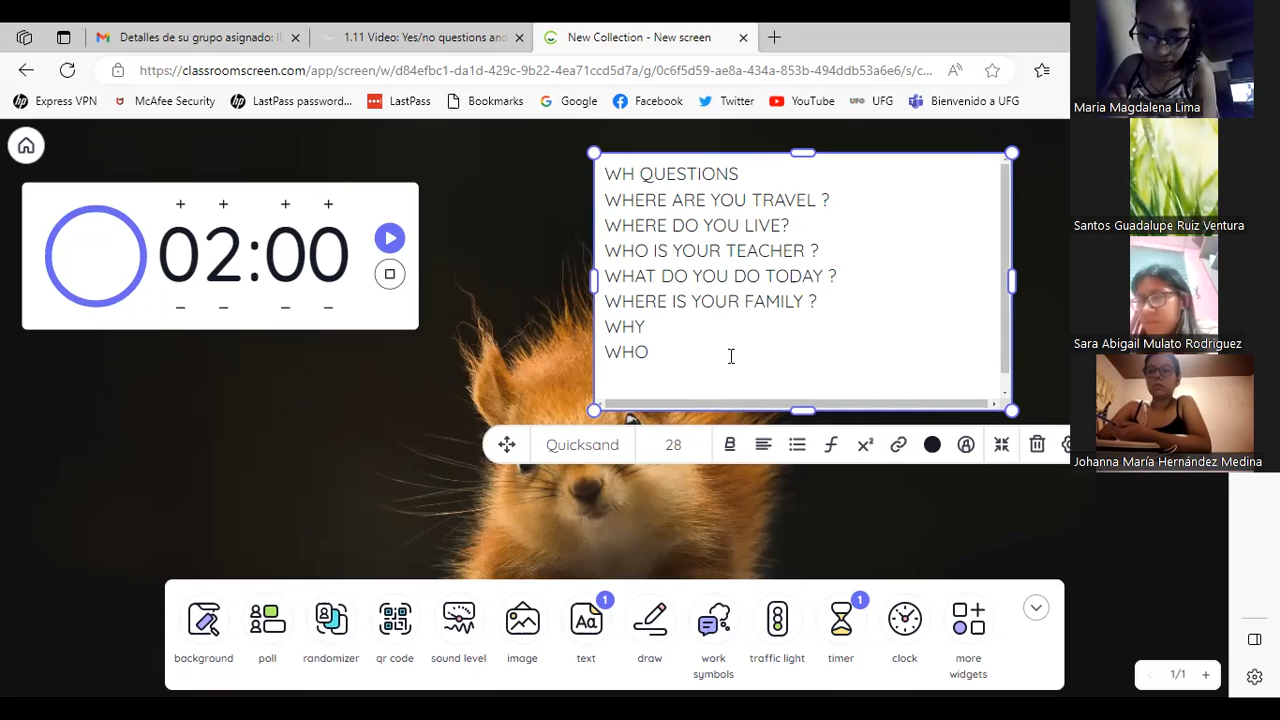 Detalles de su grupo asignado: I
1.11 Video: Yes/no questions and
New Collection - New screen
https://classroomscreen.com/app/screen/w/d84efbc1-da1d-429c-9b22-4ea71ccd5d7a/g/0c6f5d59-ae8a-434a-853b-494ddb53a6e6/s/c...
Express VPN
McAfee Security
LastPass password...
LastPass
Bookmarks
Google
Facebook
Twitter
YouTube
UFG
Bienvenido a UFG
Maria Magdalena Lima
Santos Guadalupe Ruiz Ventura
Sara Abigail Mulato Rodriguez
Johanna María Hernández Medina
02:00
WH QUESTIONS
WHERE ARE YOU TRAVEL ?
WHERE DO YOU LIVE?
WHO IS YOUR TEACHER ?
WHAT DO YOU DO TODAY ?
WHERE IS YOUR FAMILY ?
WHY
WHO
Quicksand
28
background
poll
randomizer
qr code
sound level
image
text
1
draw
work symbols
traffic light
timer
1
clock
more widgets
1/1